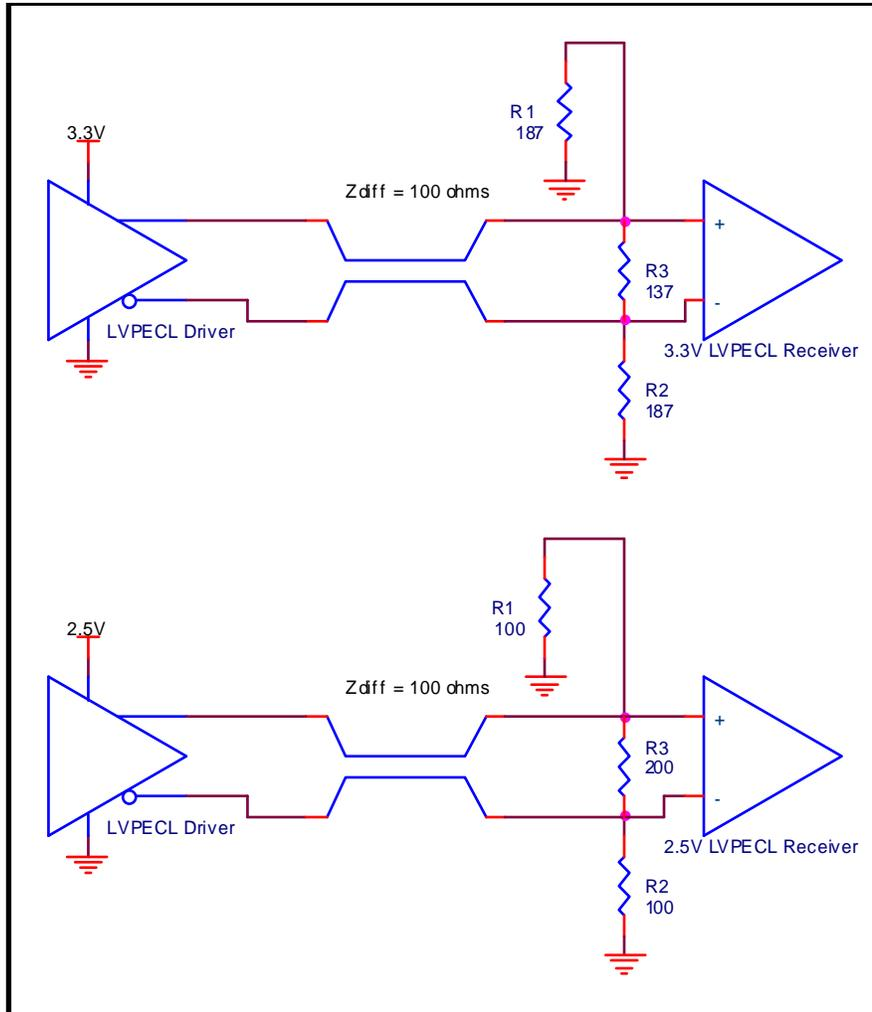 R1
187
3.3V
Zdiff = 100 ohms
+
R3
137
-
LVPECL Driver
3.3V LVPECL Receiver
R2
187
R1
100
2.5V
Zdiff = 100 ohms
+
R3
200
-
LVPECL Driver
2.5V LVPECL Receiver
R2
100